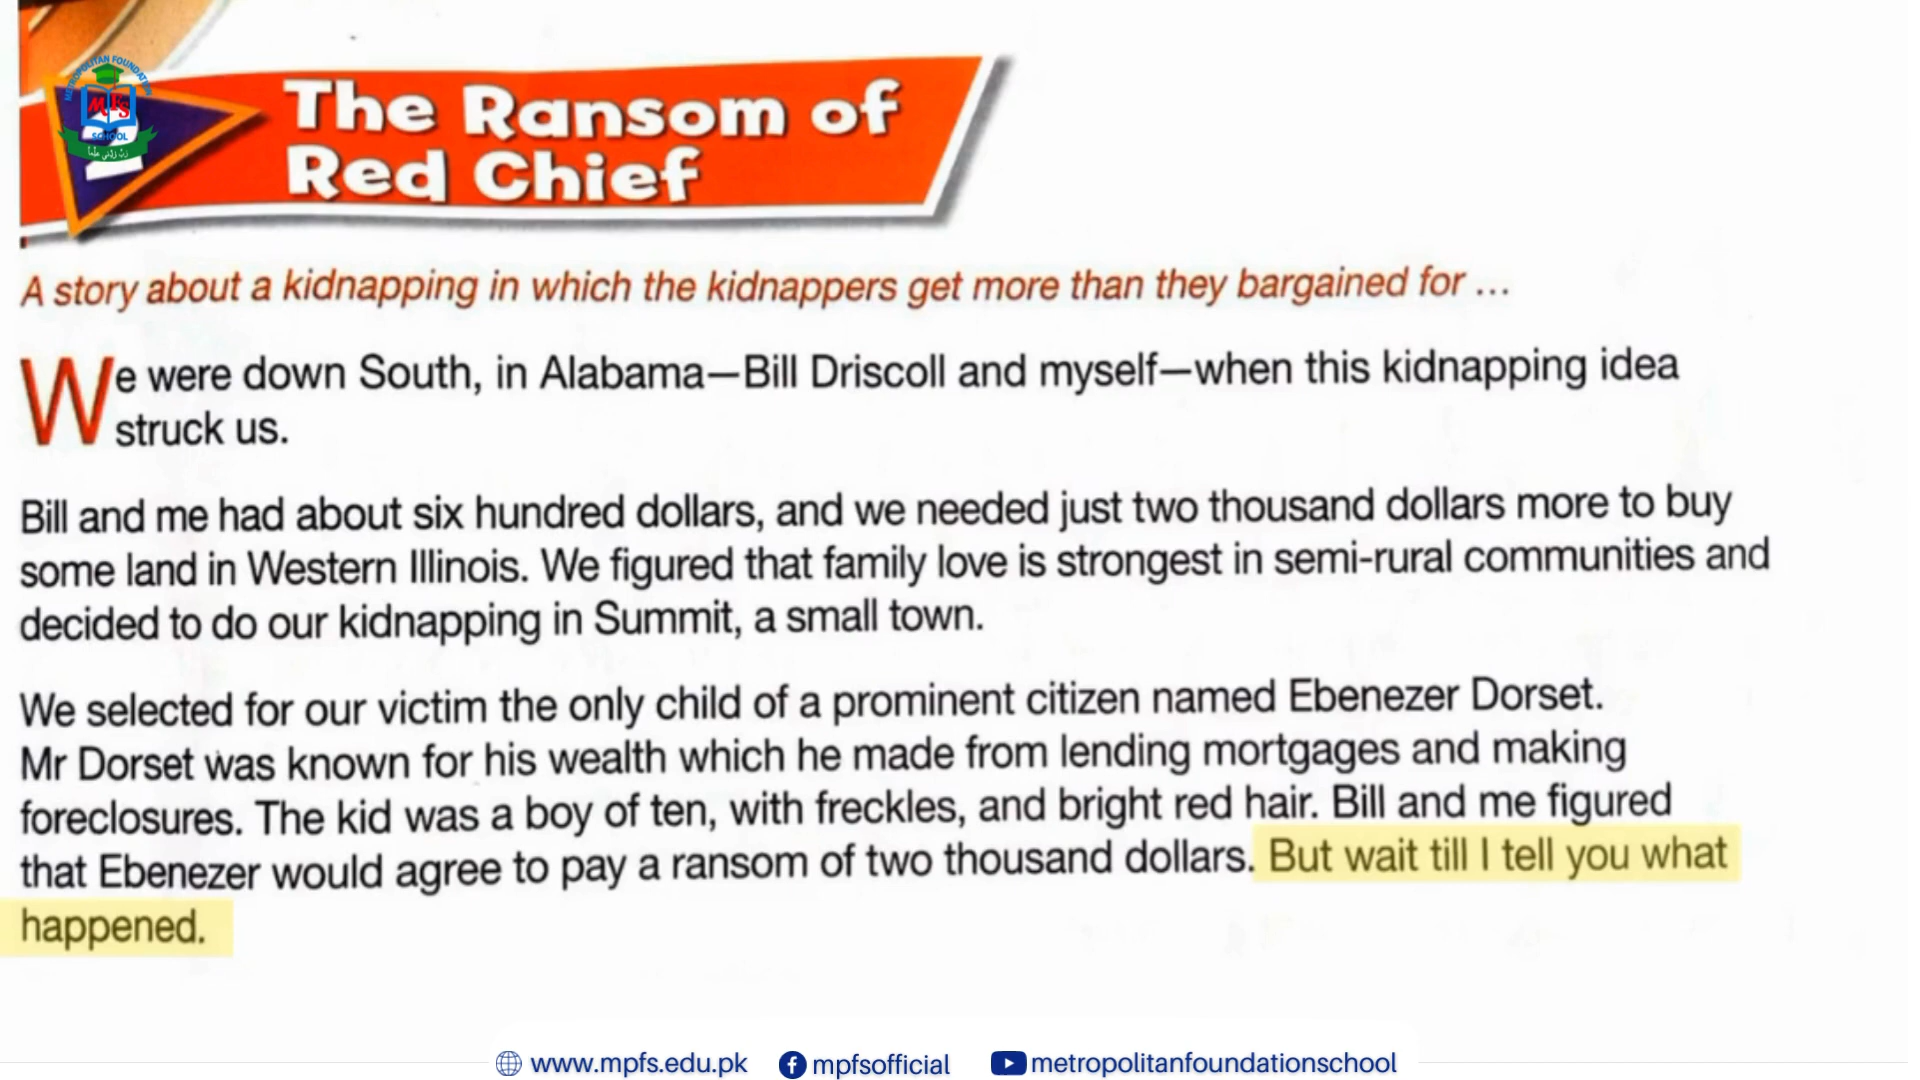 METROPOLITAN FOUNDATION
MFS
SCHOOL
The Ransom of
Red Chief
A story about a kidnapping in which the kidnappers get more than they bargained for ...
We were down South, in Alabama—Bill Driscoll and myself—when this kidnapping idea
struck us.
Bill and me had about six hundred dollars, and we needed just two thousand dollars more to buy
some land in Western Illinois. We figured that family love is strongest in semi-rural communities and
decided to do our kidnapping in Summit, a small town.
We selected for our victim the only child of a prominent citizen named Ebenezer Dorset.
Mr Dorset was known for his wealth which he made from lending mortgages and making
foreclosures. The kid was a boy of ten, with freckles, and bright red hair. Bill and me figured
that Ebenezer would agree to pay a ransom of two thousand dollars. But wait till I tell you what
happened.
www.mpfs.edu.pk mpfsofficial metropolitanfoundationschool